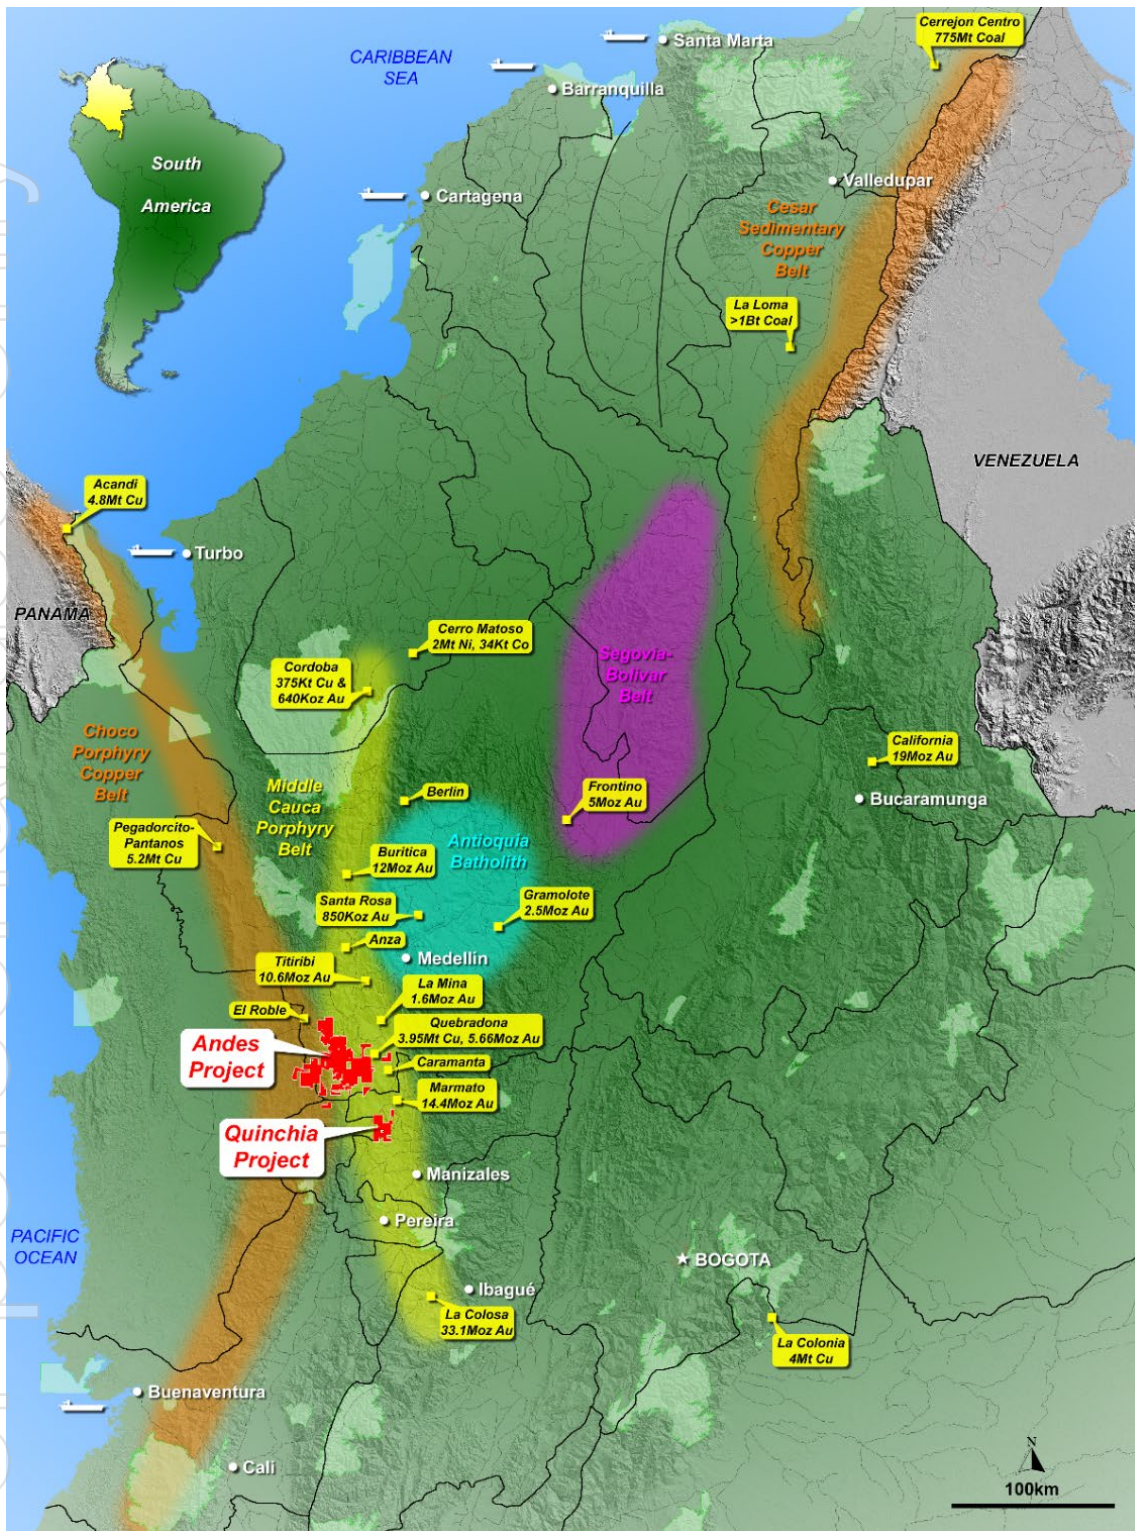 Cerrejon Centro
775Mt Coal
CARIBBEAN
SEA
Santa Marta
Barranquilla
South
America
Cartagena
Valledupar
Cesar
Sedimentary
Copper
Belt
La Loma
>1Bt Coal
VENEZUELA
Acandi
4.8Mt Cu
Turbo
PANAMA
Cerro Matoso
2Mt Ni, 34Kt Co
Cordoba
375Kt Cu &
640Koz Au
Segovia-
Bolivar
Belt
Choco
Porphyry
Copper
Belt
California
19Moz Au
Middle
Cauca
Porphyry
Belt
Berlin
Frontino
5Moz Au
Bucaramunga
Pegadorcito-
Pantanos
5.2Mt Cu
Antioquia
Batholith
Buritica
12Moz Au
Santa Rosa
850Koz Au
Gramolote
2.5Moz Au
Anza
Medellin
Titiribi
10.6Moz Au
La Mina
1.6Moz Au
El Roble
Quebradona
3.95Mt Cu, 5.66Moz Au
Andes
Project
Caramanta
Marmato
14.4Moz Au
Quinchia
Project
Manizales
Pereira
PACIFIC
OCEAN
BOGOTA
Ibagué
La Colosa
33.1Moz Au
La Colonia
4Mt Cu
Buenaventura
Cali
N
100km